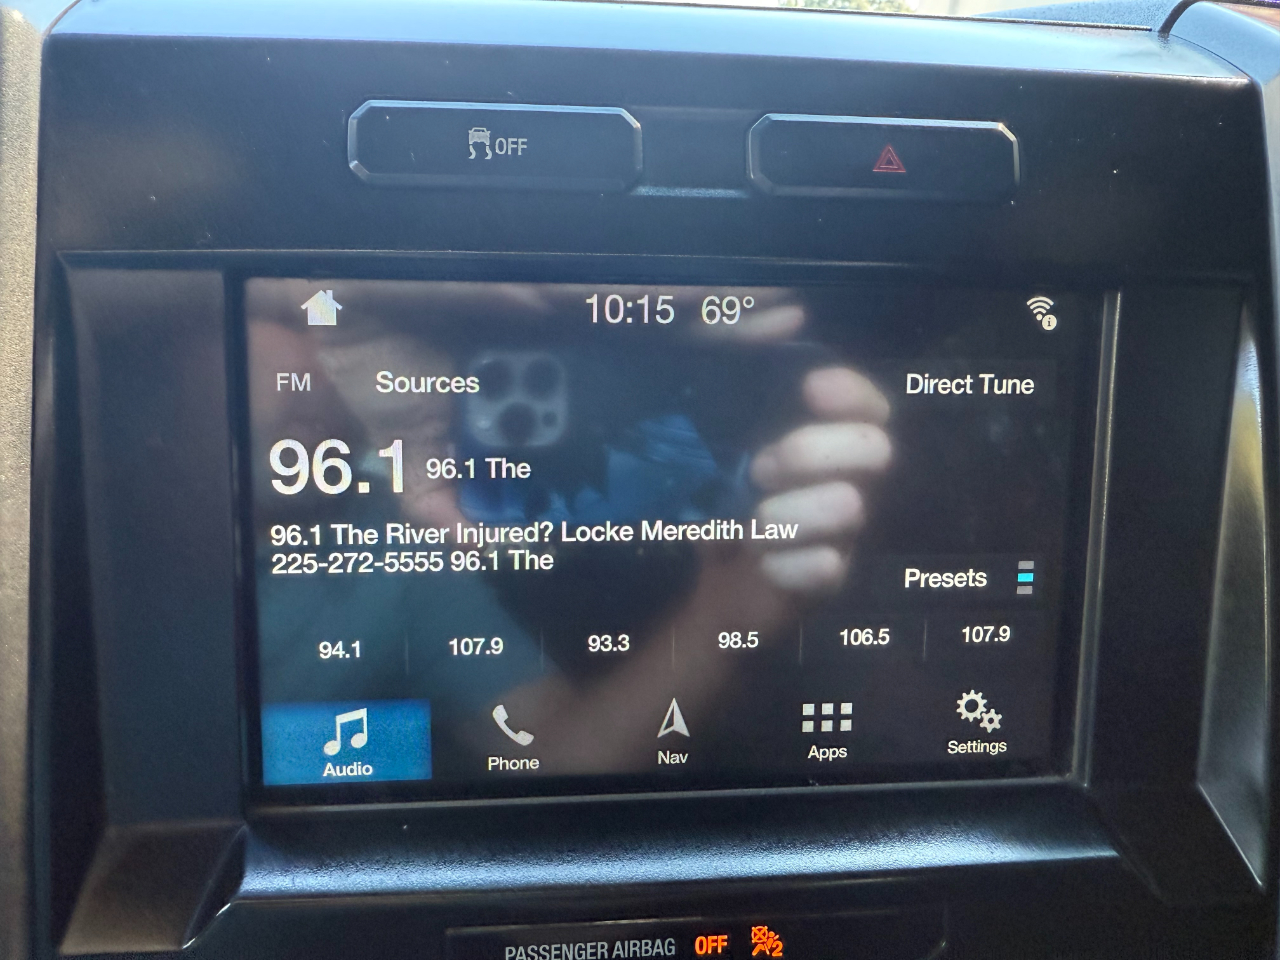 OFF
10:15 69°
FM Sources Direct Tune
96.1 96.1 The
96.1 The River Injured? Locke Meredith Law
225-272-5555 96.1 The
Presets
94.1 107.9 93.3 98.5 106.5 107.9
Audio Phone Nav Apps Settings
PASSENGER AIRBAG OFF 2